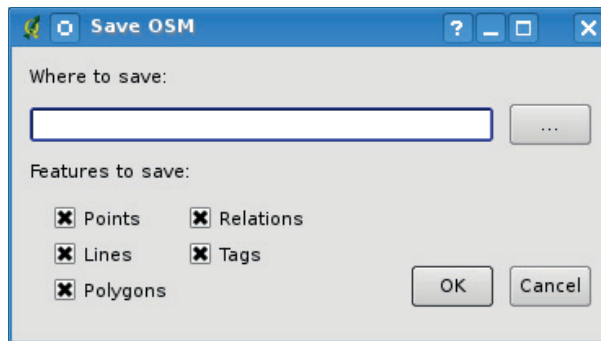 Save OSM
?
Where to save:
...
Features to save:
Points
Relations
Lines
Tags
Polygons
OK
Cancel